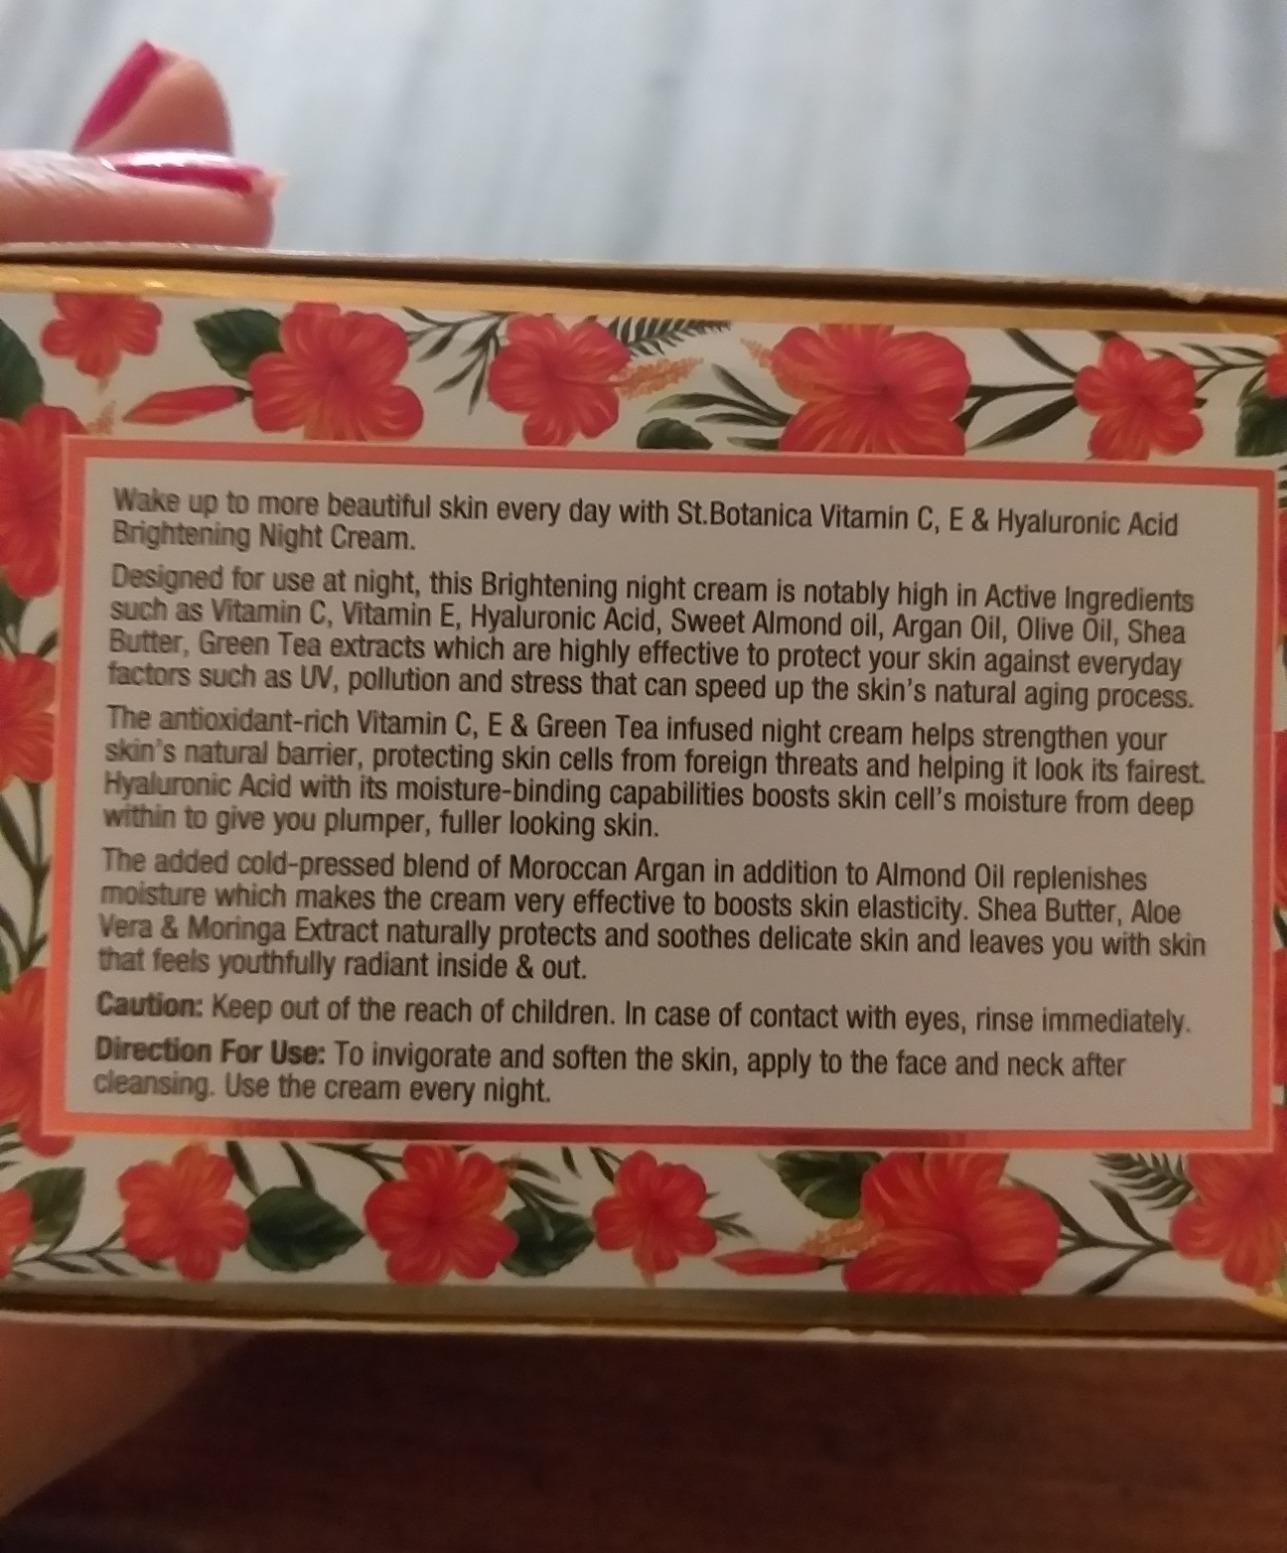 Wake up to more beautiful skin every day with St.Botanica Vitamin C, E & Hyaluronic Acid
Brightening Night Cream.
Designed for use at night, this Brightening night cream is notably high in Active Ingredients
such as Vitamin C, Vitamin E, Hyaluronic Acid, Sweet Almond oil, Argan Oil, Olive Oil, Shea
Butter, Green Tea extracts which are highly effective to protect your skin against everyday
factors such as UV, pollution and stress that can speed up the skin's natural aging process.
The antioxidant-rich Vitamin C, E & Green Tea infused night cream helps strengthen your
skin's natural barrier, protecting skin cells from foreign threats and helping it look its fairest.
Hyaluronic Acid with its moisture-binding capabilities boosts skin cell's moisture from deep
within to give you plumper, fuller looking skin.
The added cold-pressed blend of Moroccan Argan in addition to Almond Oil replenishes
moisture which makes the cream very effective to boosts skin elasticity. Shea Butter, Aloe
Vera & Moringa Extract naturally protects and soothes delicate skin and leaves you with skin
that feels youthfully radiant inside & out.
Caution: Keep out of the reach of children. In case of contact with eyes, rinse immediately.
Direction For Use: To invigorate and soften the skin, apply to the face and neck after
cleansing. Use the cream every night.